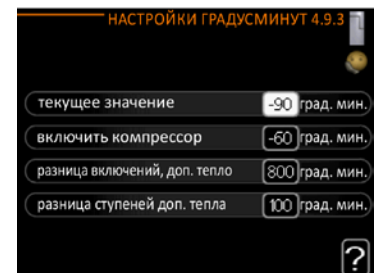 НАСТРОЙКИ ГРАДУСМИНУТ 4.9.3
текущее значение -90 град. мин.
включить компрессор -60 град. мин.
разница включений, доп. тепло 800 град. мин.
разница ступеней доп. тепла 100 град. мин.
?